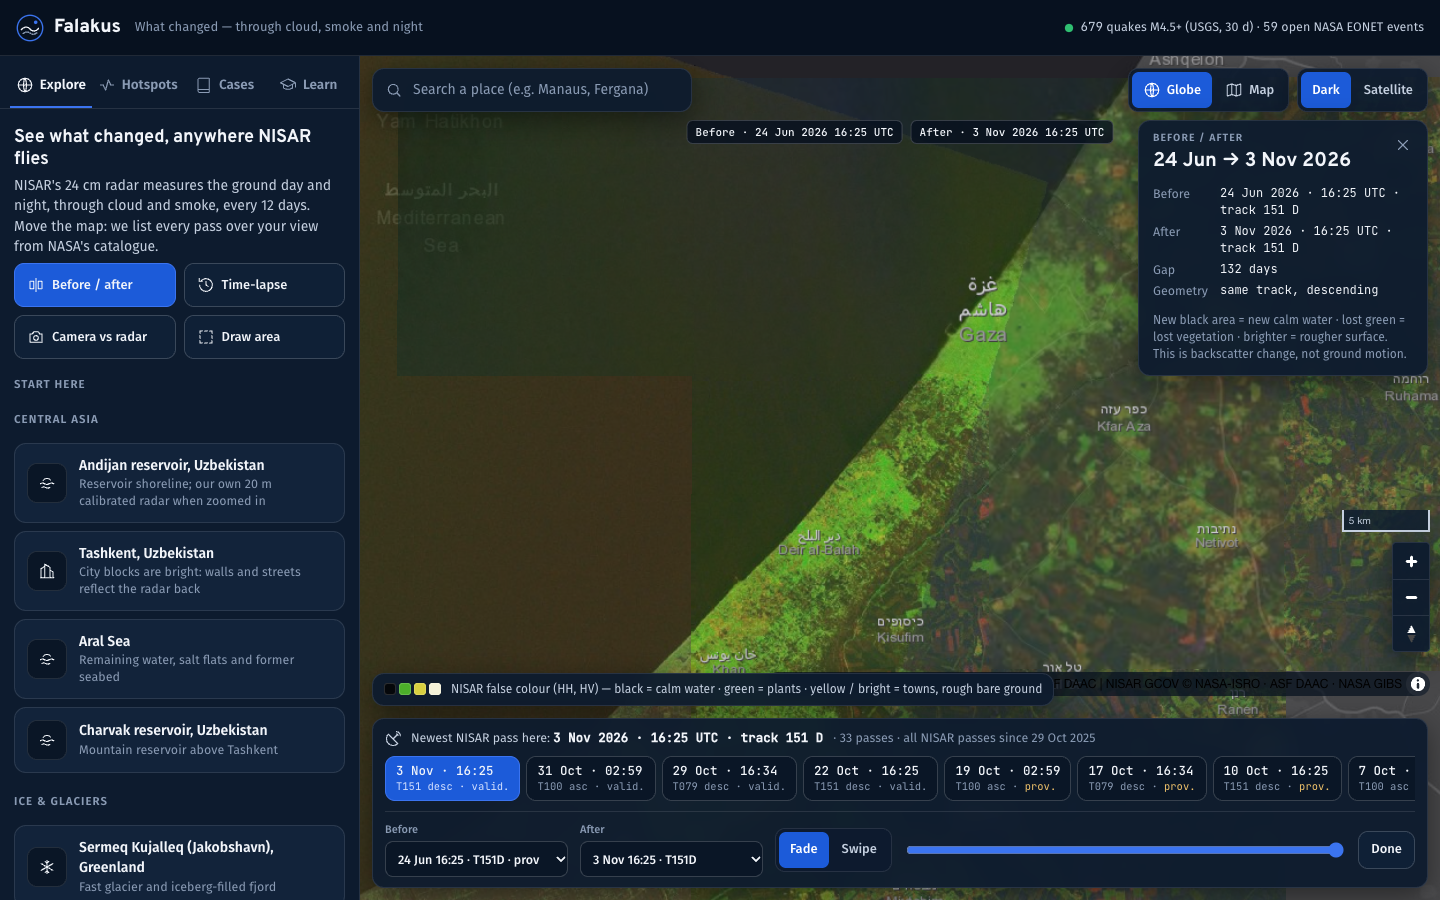 Falakus
What changed — through cloud, smoke and night
679 quakes M4.5+ (USGS, 30 d) · 59 open NASA EONET events
Explore
Hotspots
Cases
Learn
See what changed, anywhere NISAR
flies
NISAR's 24 cm radar measures the ground day and
night, through cloud and smoke, every 12 days.
Move the map: we list every pass over your view
from NASA's catalogue.
Before / after
Time-lapse
Camera vs radar
Draw area
START HERE
CENTRAL ASIA
Andijan reservoir, Uzbekistan
Reservoir shoreline; our own 20 m
calibrated radar when zoomed in
Tashkent, Uzbekistan
City blocks are bright: walls and streets
reflect the radar back
Aral Sea
Remaining water, salt flats and former
seabed
Charvak reservoir, Uzbekistan
Mountain reservoir above Tashkent
ICE & GLACIERS
Sermeq Kujalleq (Jakobshavn),
Greenland
Fast glacier and iceberg-filled fjord
Search a place (e.g. Manaus, Fergana)
Ashqelon
Globe
Map
Dark
Satellite
Yam Hatikhon
Before · 24 Jun 2026 16:25 UTC
After · 3 Nov 2026 16:25 UTC
BEFORE / AFTER
24 Jun → 3 Nov 2026
Before
24 Jun 2026 · 16:25 UTC ·
track 151 D
After
3 Nov 2026 · 16:25 UTC ·
track 151 D
Gap
132 days
Geometry
same track, descending
New black area = new calm water · lost green =
lost vegetation · brighter = rougher surface.
This is backscatter change, not ground motion.
البحر المتوسط
Mediterranean
Sea
غزة
هاشم
Gaza
רוחמה
Ruhama
כפר עזה
Kfar Aza
5 km
דير البلح
Deir al-Balah
נתיבות
Netivot
כיסופים
Kisufim
خان يونس
Khan
טל אור
NISAR false colour (HH, HV) — black = calm water · green = plants · yellow / bright = towns, rough bare ground
F DAAC | NISAR GCOV © NASA-ISRO · ASF DAAC · NASA GIBS
Ranen
Newest NISAR pass here: 3 Nov 2026 · 16:25 UTC · track 151 D · 33 passes · all NISAR passes since 29 Oct 2025
3 Nov · 16:25
T151 desc · valid.
31 Oct · 02:59
T100 asc · valid.
29 Oct · 16:34
T079 desc · valid.
22 Oct · 16:25
T151 desc · valid.
19 Oct · 02:59
T100 asc · prov.
17 Oct · 16:34
T079 desc · prov.
10 Oct · 16:25
T151 desc · prov.
7 Oct ·
T100 asc
Before
24 Jun 16:25 · T151D · prov
After
3 Nov 16:25 · T151D
Fade
Swipe
Done